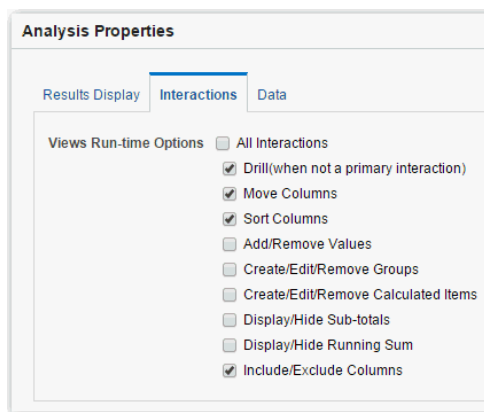 Analysis Properties
Results Display Interactions Data
Views Run-time Options All Interactions
Drill(when not a primary interaction)
Move Columns
Sort Columns
Add/Remove Values
Create/Edit/Remove Groups
Create/Edit/Remove Calculated Items
Display/Hide Sub-totals
Display/Hide Running Sum
Include/Exclude Columns